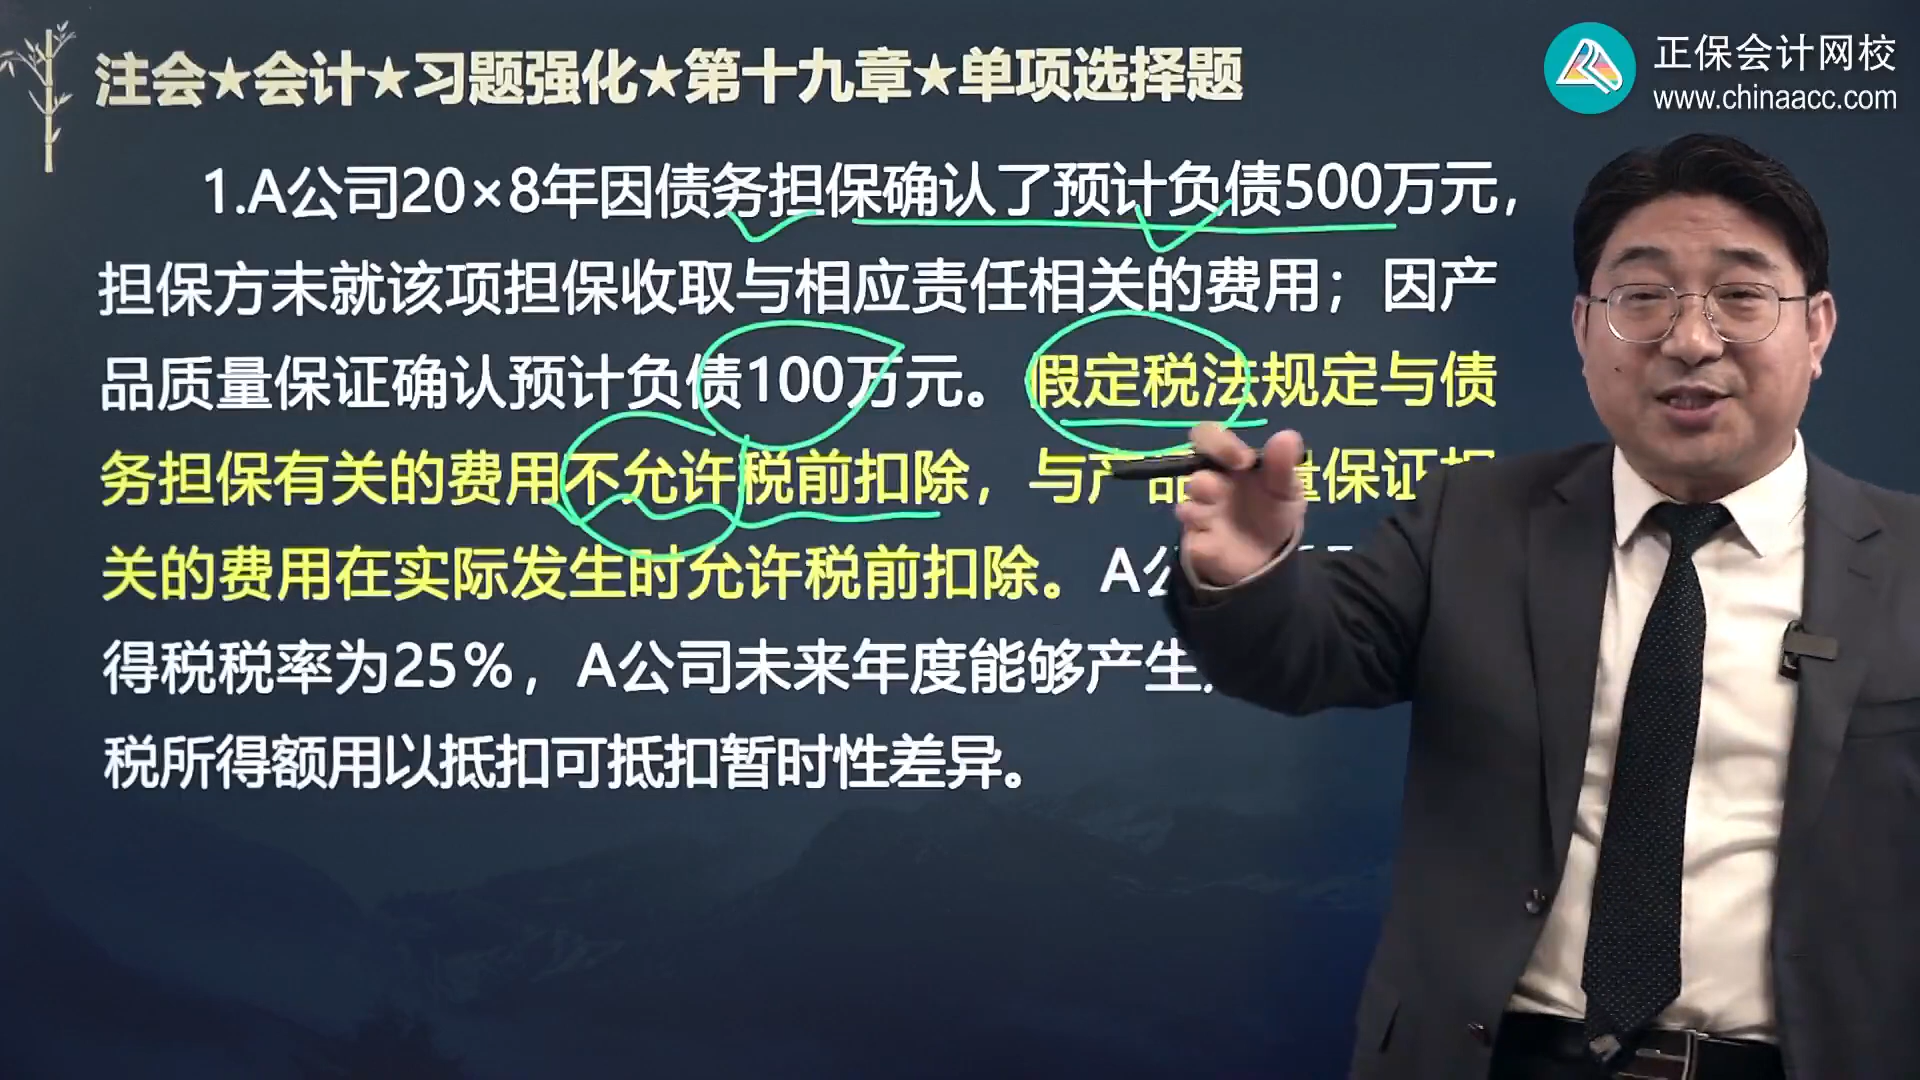 注会★会计★习题强化★第十九章★单项选择题
正保会计网校
www.chinaacc.com
1.A公司20×8年因债务担保确认了预计负债500万元，
担保方未就该项担保收取与相应责任相关的费用；因产
品质量保证确认预计负债100万元。假定税法规定与债
务担保有关的费用不允许税前扣除，与产品 量保证
关的费用在实际发生时允许税前扣除。A公
得税税率为25%，A公司未来年度能够产生
税所得额用以抵扣可抵扣暂时性差异。